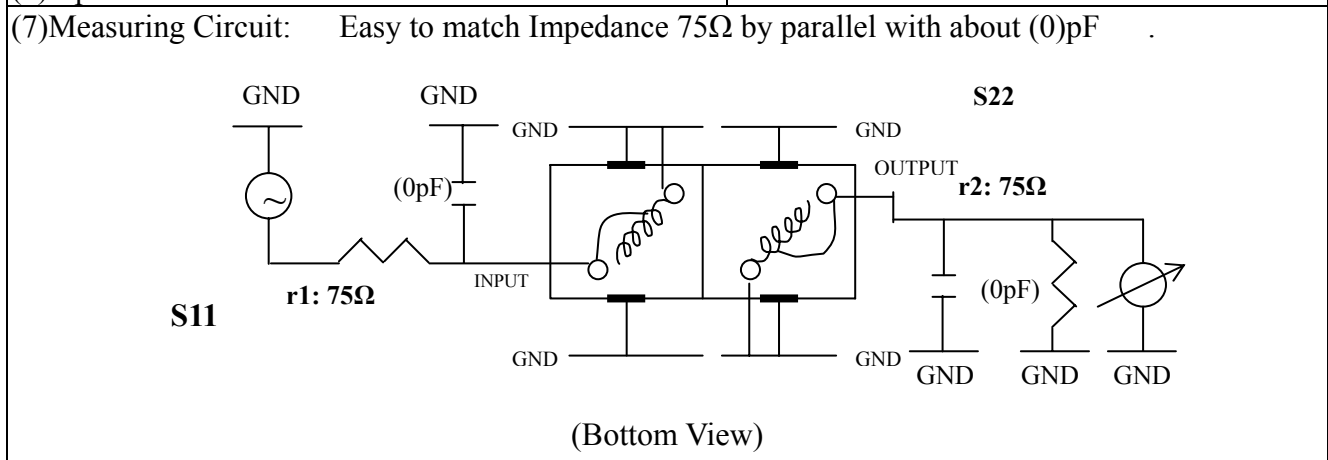 (7)Measuring Circuit: Easy to match Impedance 75Ω by parallel with about (0)pF .
GND GND S22
GND GND
OUTPUT
(0pF) r2: 75Ω
INPUT (0pF)
r1: 75Ω
S11
GND GND
GND GND GND
(Bottom View)